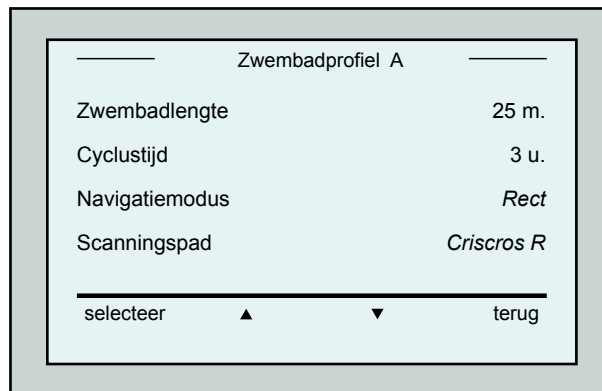 Zwembadprofiel A
Zwembadlengte 25 m.
Cyclustijd 3 u.
Navigatiemodus Rect
Scanningspad Criscros R
selecteer ▲ ▼ terug